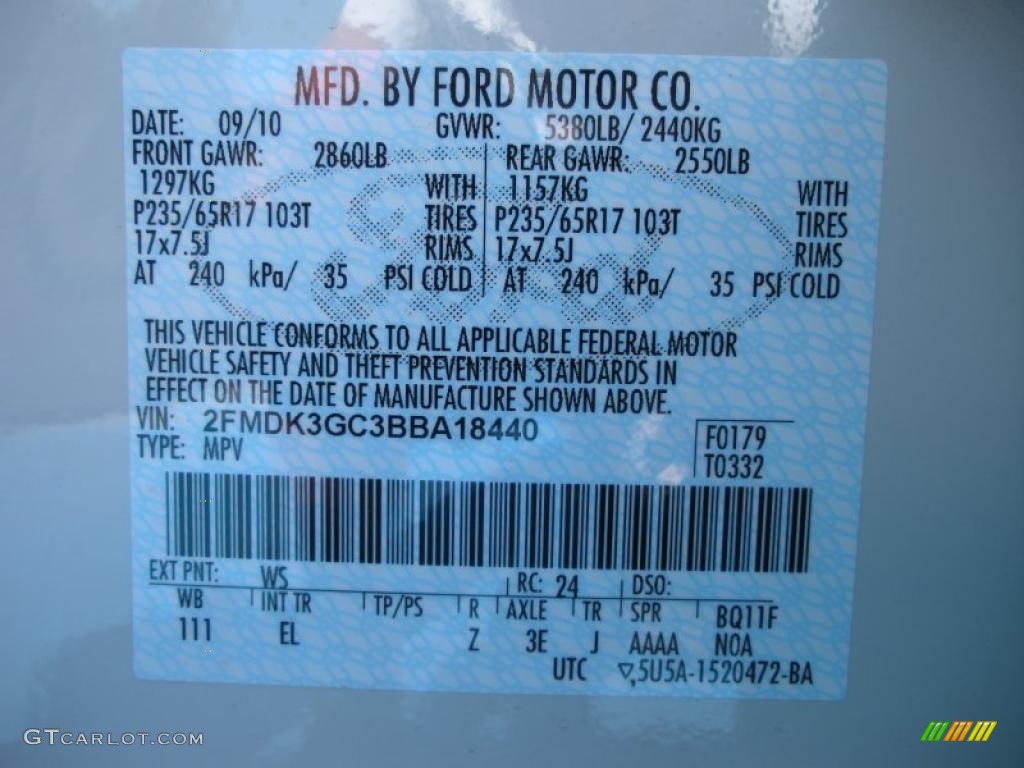 MFD. BY FORD MOTOR CO.
DATE: 09/10 GVWR: 5380LB/ 2440KG
FRONT GAWR: 2860LB REAR GAWR: 2550LB
1297KG WITH 1157KG WITH
P235/65R17 103T TIRES P235/65R17 103T TIRES
17x7.5J RIMS 17x7.5J RIMS
AT 240 kPa/ 35 PSI COLD AT 240 kPa/ 35 PSI COLD
THIS VEHICLE CONFORMS TO ALL APPLICABLE FEDERAL MOTOR
VEHICLE SAFETY AND THEFT PREVENTION STANDARDS IN
EFFECT ON THE DATE OF MANUFACTURE SHOWN ABOVE.
VIN: 2FMDK3GC3BBA18440
TYPE: MPV
F0179
T0332
EXT PNT: WS RC: 24 DSO:
WB INT TR TP/PS R AXLE TR SPR BQ11F
111 EL Z 3E J AAAA NOA
UTC ▽,5U5A-1520472-BA
GTCARLOT.COM